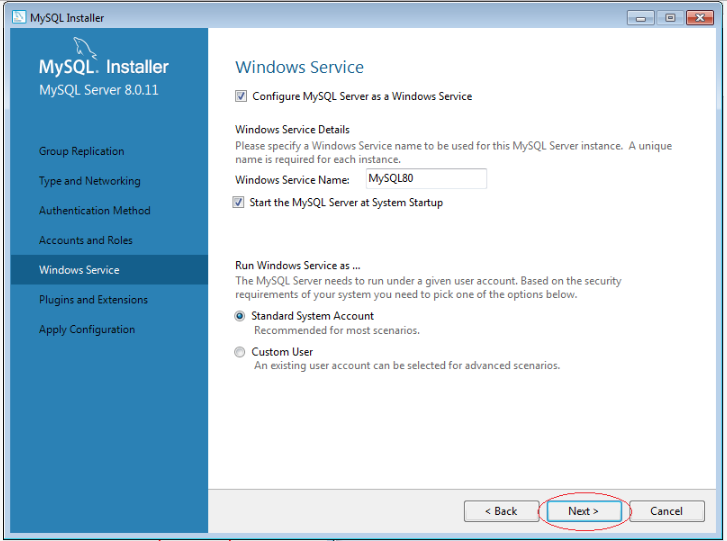 MySQL Installer
MySQL. Installer
MySQL Server 8.0.11
Group Replication
Type and Networking
Authentication Method
Accounts and Roles
Windows Service
Plugins and Extensions
Apply Configuration
Windows Service
Configure MySQL Server as a Windows Service
Windows Service Details
Please specify a Windows Service name to be used for this MySQL Server instance. A unique
name is required for each instance.
Windows Service Name: MySQL80
Start the MySQL Server at System Startup
Run Windows Service as ...
The MySQL Server needs to run under a given user account. Based on the security
requirements of your system you need to pick one of the options below.
Standard System Account
Recommended for most scenarios.
Custom User
An existing user account can be selected for advanced scenarios.
< Back Next > Cancel